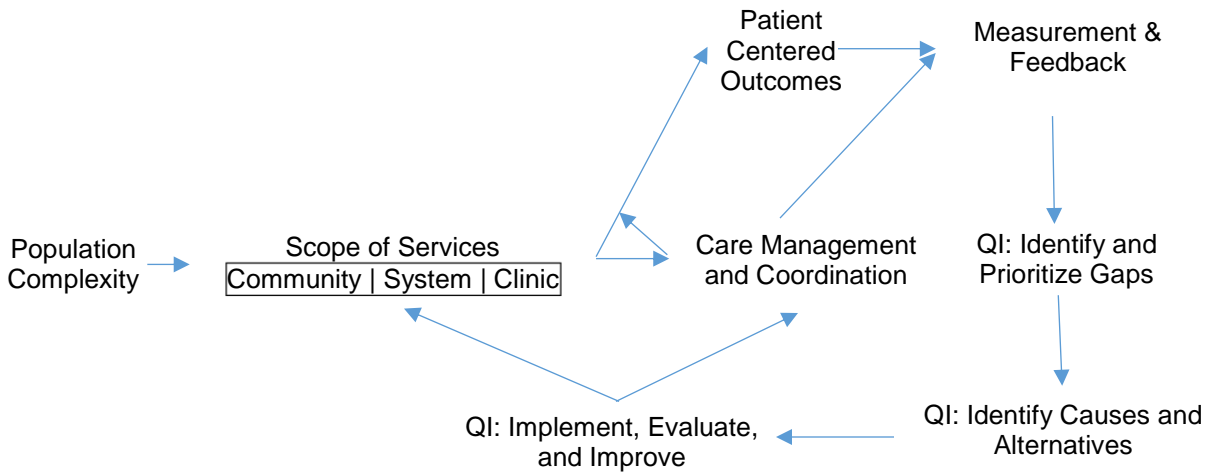 Patient
Centered
Outcomes
Measurement &
Feedback
Population
Complexity
Scope of Services
Community | System | Clinic
Care Management
and Coordination
QI: Identify and
Prioritize Gaps
QI: Implement, Evaluate,
and Improve
QI: Identify Causes and
Alternatives